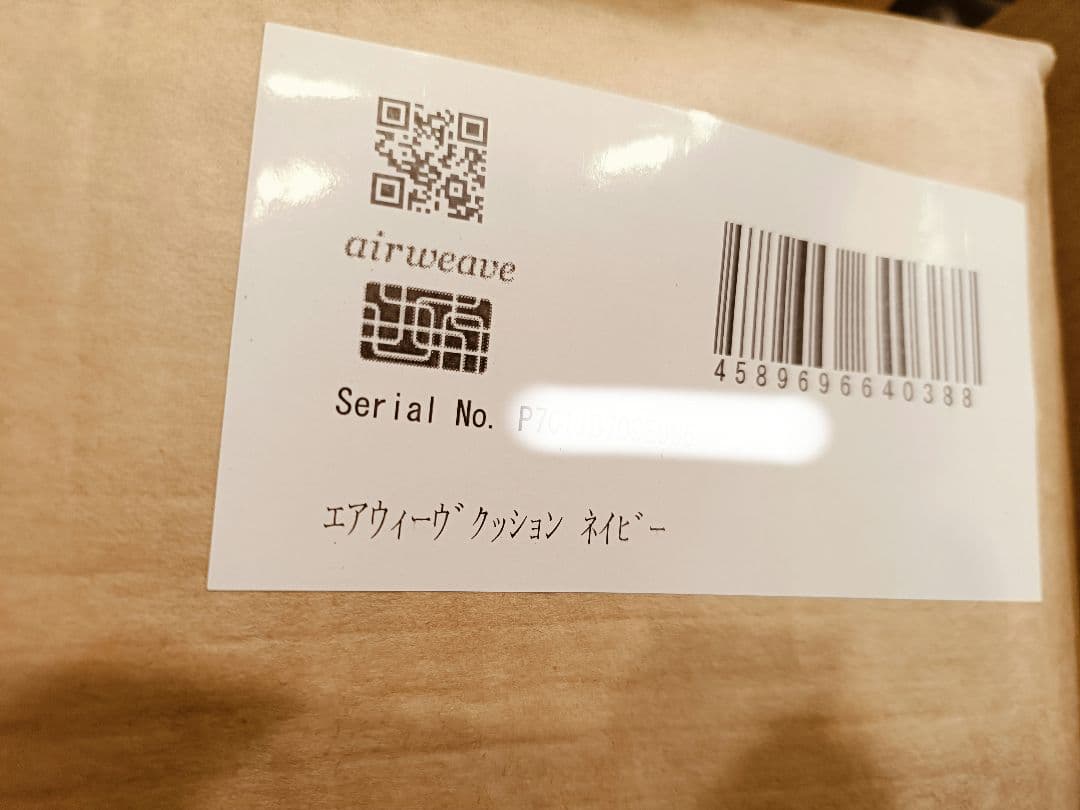 airweave
4589696640388
Serial No.
エアウィーヴクッション ネイビー